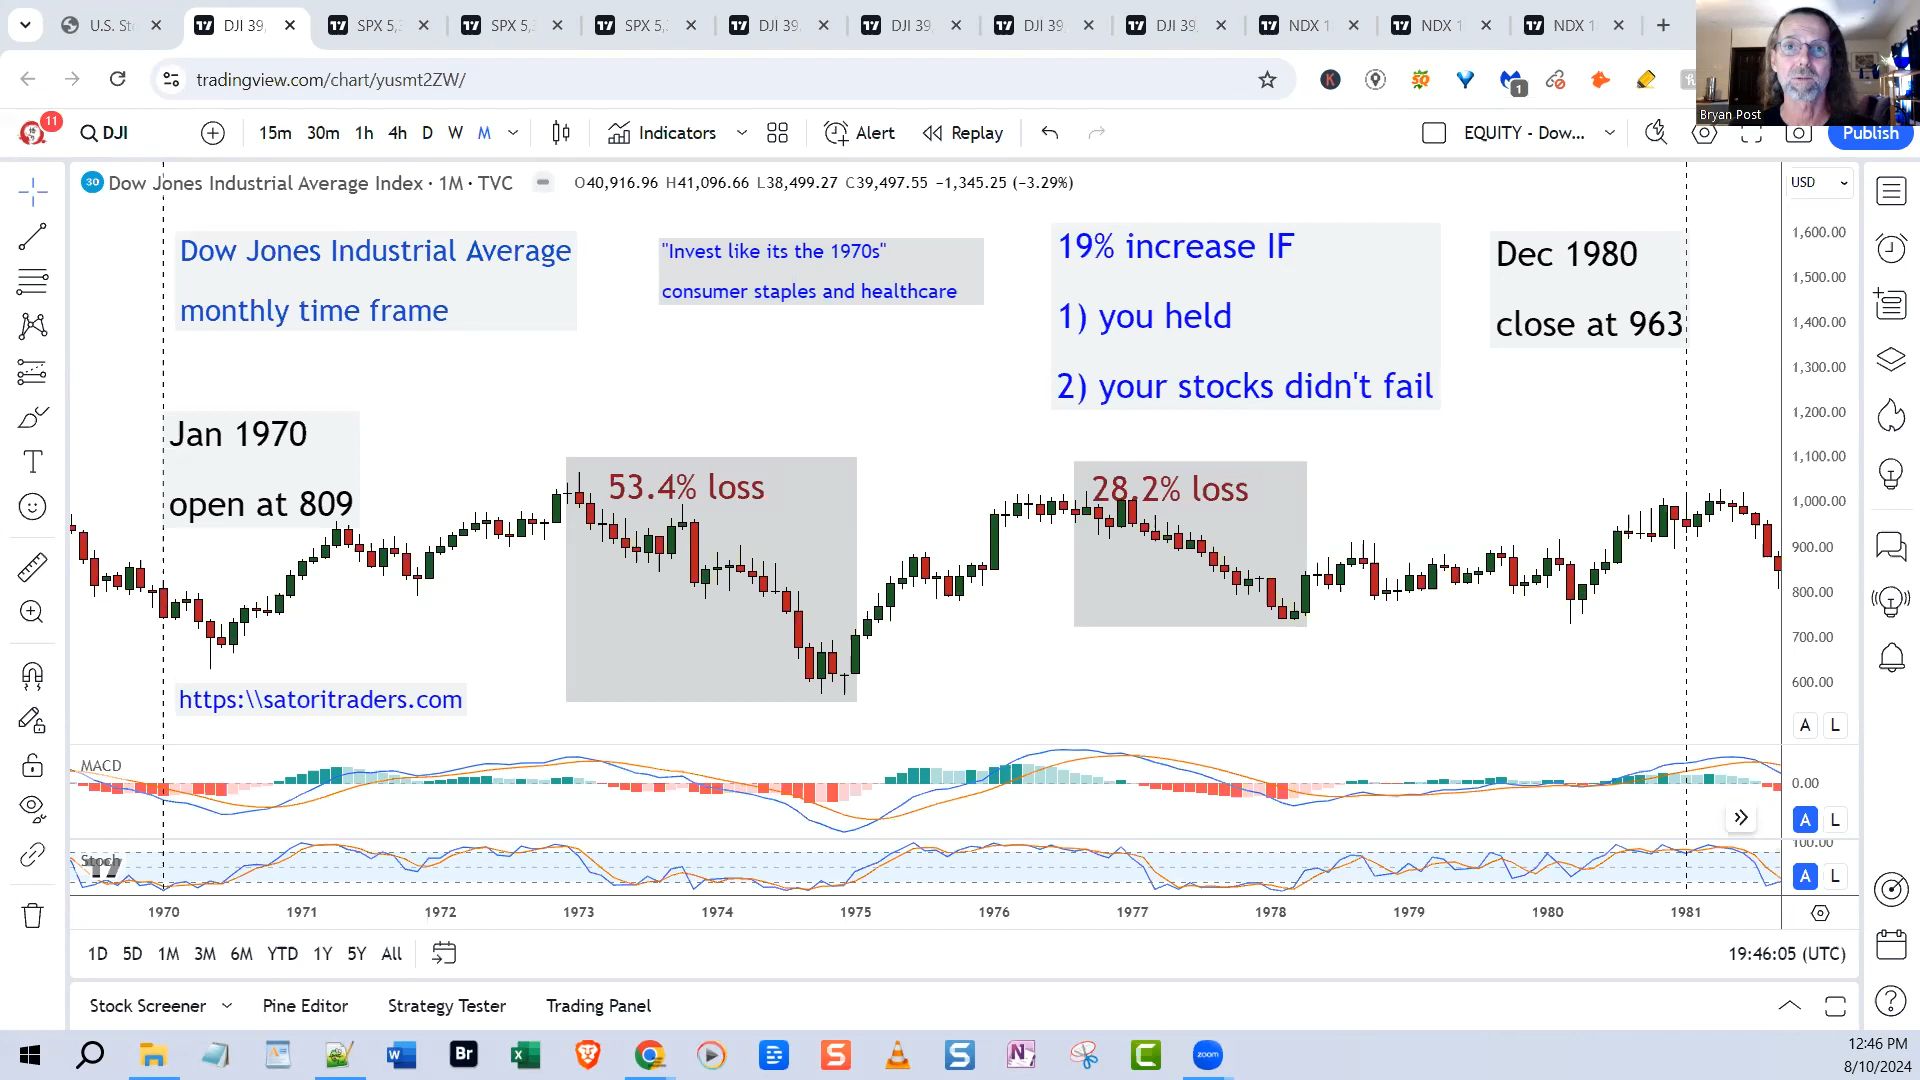 U.S. St
DJI 39,
SPX 5,
SPX 5,
SPX 5,
DJI 39,
DJI 39,
DJI 39,
DJI 39,
NDX 1
NDX 1
NDX 1
tradingview.com/chart/yusmt2ZW/
1
Bryan Post
11
DJI
15m 30m 1h 4h D W M
Indicators
Alert
Replay
EQUITY - Dow...
Publish
30 Dow Jones Industrial Average Index · 1M · TVC
O40,916.96 H41,096.66 L38,499.27 C39,497.55 −1,345.25 (−3.29%)
USD
Dow Jones Industrial Average
monthly time frame
"Invest like its the 1970s"
consumer staples and healthcare
19% increase IF
1) you held
2) your stocks didn't fail
Dec 1980
close at 963
Jan 1970
open at 809
53.4% loss
28.2% loss
https:\\satoritraders.com
1,600.00
1,500.00
1,400.00
1,300.00
1,200.00
1,100.00
1,000.00
900.00
800.00
700.00
600.00
A L
MACD
0.00
A L
Stoch
100.00
A L
1970 1971 1972 1973 1974 1975 1976 1977 1978 1979 1980 1981
1D 5D 1M 3M 6M YTD 1Y 5Y All
19:46:05 (UTC)
Stock Screener
Pine Editor
Strategy Tester
Trading Panel
Br
zoom
12:46 PM
8/10/2024